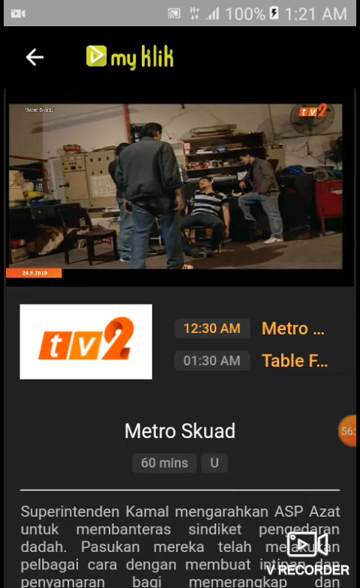 100% 1:21 AM
my klik
tv2
24.9.2019
tv2
12:30 AM Metro ...
01:30 AM Table F...
Metro Skuad
60 mins U
Superintenden Kamal mengarahkan ASP Azat
untuk membanteras sindiket pengedaran
dadah. Pasukan mereka telah melakukan
pelbagai cara dengan membuat intipan dan
penyamaran bagi memerangkap dan
V RECORDER